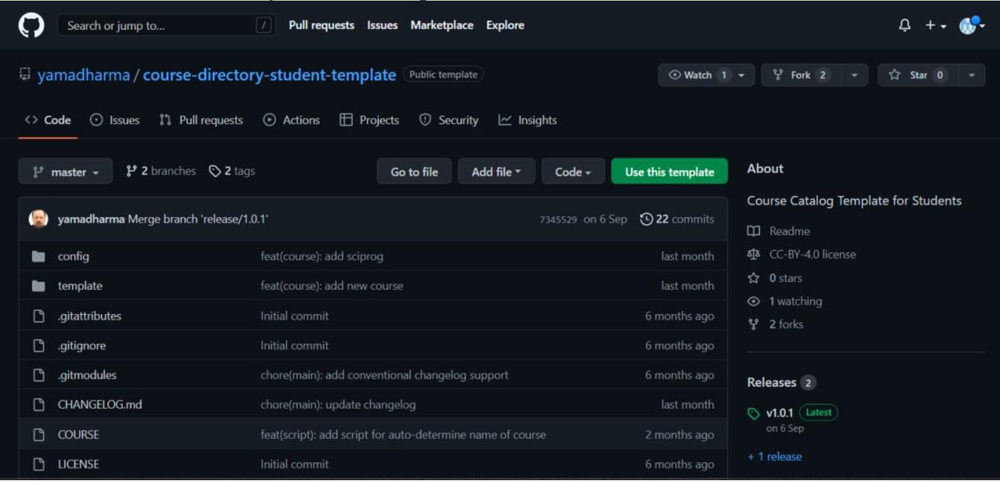 Search or jump to... / Pull requests Issues Marketplace Explore
yamadharma / course-directory-student-template Public template Watch 1 Fork 2 Star 0
Code Issues Pull requests Actions Projects Security Insights
master 2 branches 2 tags Go to file Add file Code Use this template
yamadharma Merge branch 'release/1.0.1' 7345529 on 6 Sep 22 commits
config feat(course): add sciprog last month
template feat(course): add new course last month
.gitattributes Initial commit 6 months ago
.gitignore Initial commit 6 months ago
.gitmodules chore(main): add conventional changelog support 6 months ago
CHANGELOG.md chore(main): update changelog last month
COURSE feat(script): add script for auto-determine name of course 2 months ago
LICENSE Initial commit 6 months ago
About
Course Catalog Template for Students
Readme
CC-BY-4.0 license
0 stars
1 watching
2 forks
Releases 2
v1.0.1 Latest
on 6 Sep
+ 1 release